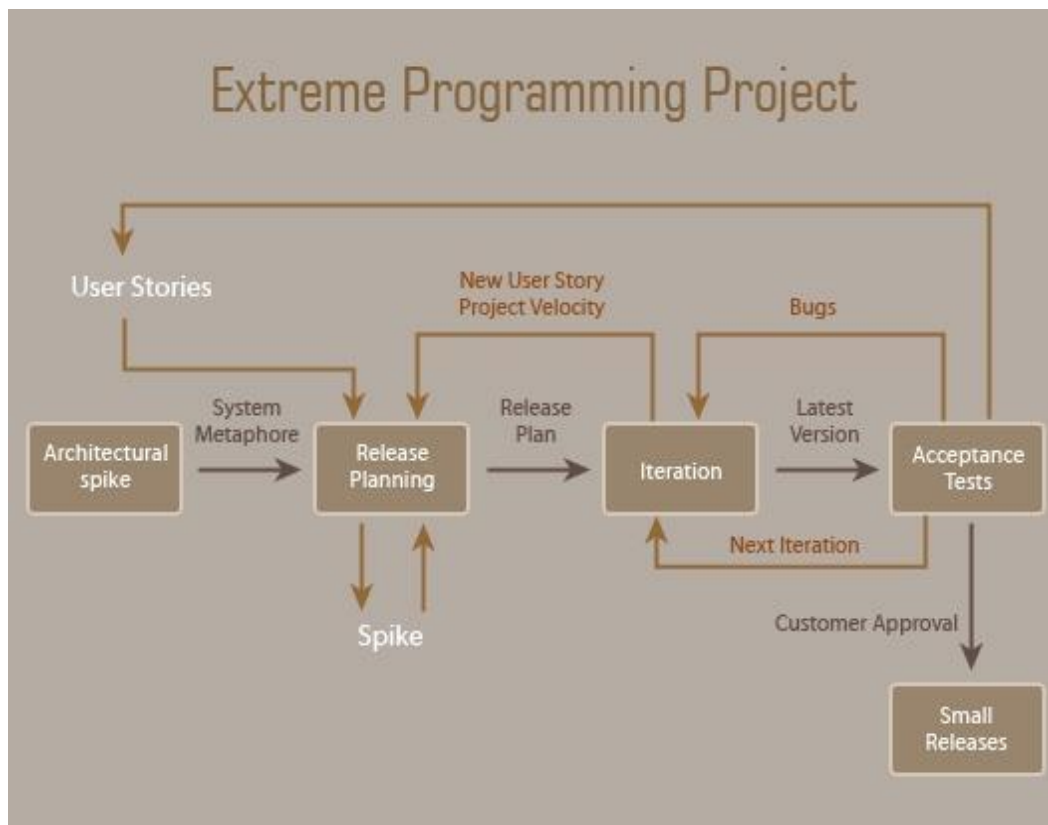 Extreme Programming Project
User Stories
New User Story
Project Velocity
Bugs
System
Metaphore
Release
Plan
Latest
Version
Architectural
spike
Release
Planning
Iteration
Acceptance
Tests
Next Iteration
Spike
Customer Approval
Small
Releases